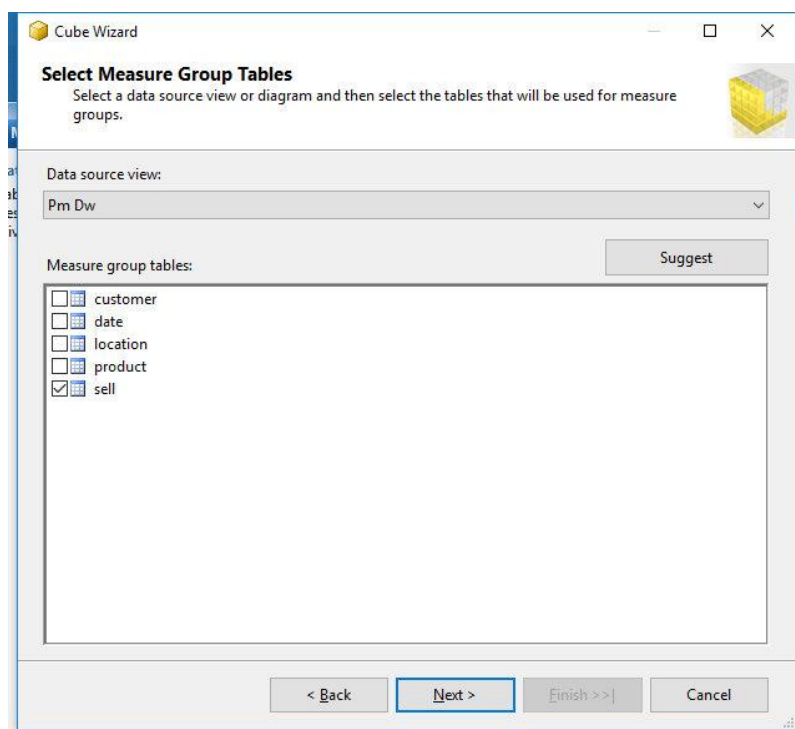 Cube Wizard
Select Measure Group Tables
Select a data source view or diagram and then select the tables that will be used for measure
groups.
Data source view:
Pm Dw
Suggest
Measure group tables:
customer
date
location
product
sell
< Back
Next >
Finish >>|
Cancel